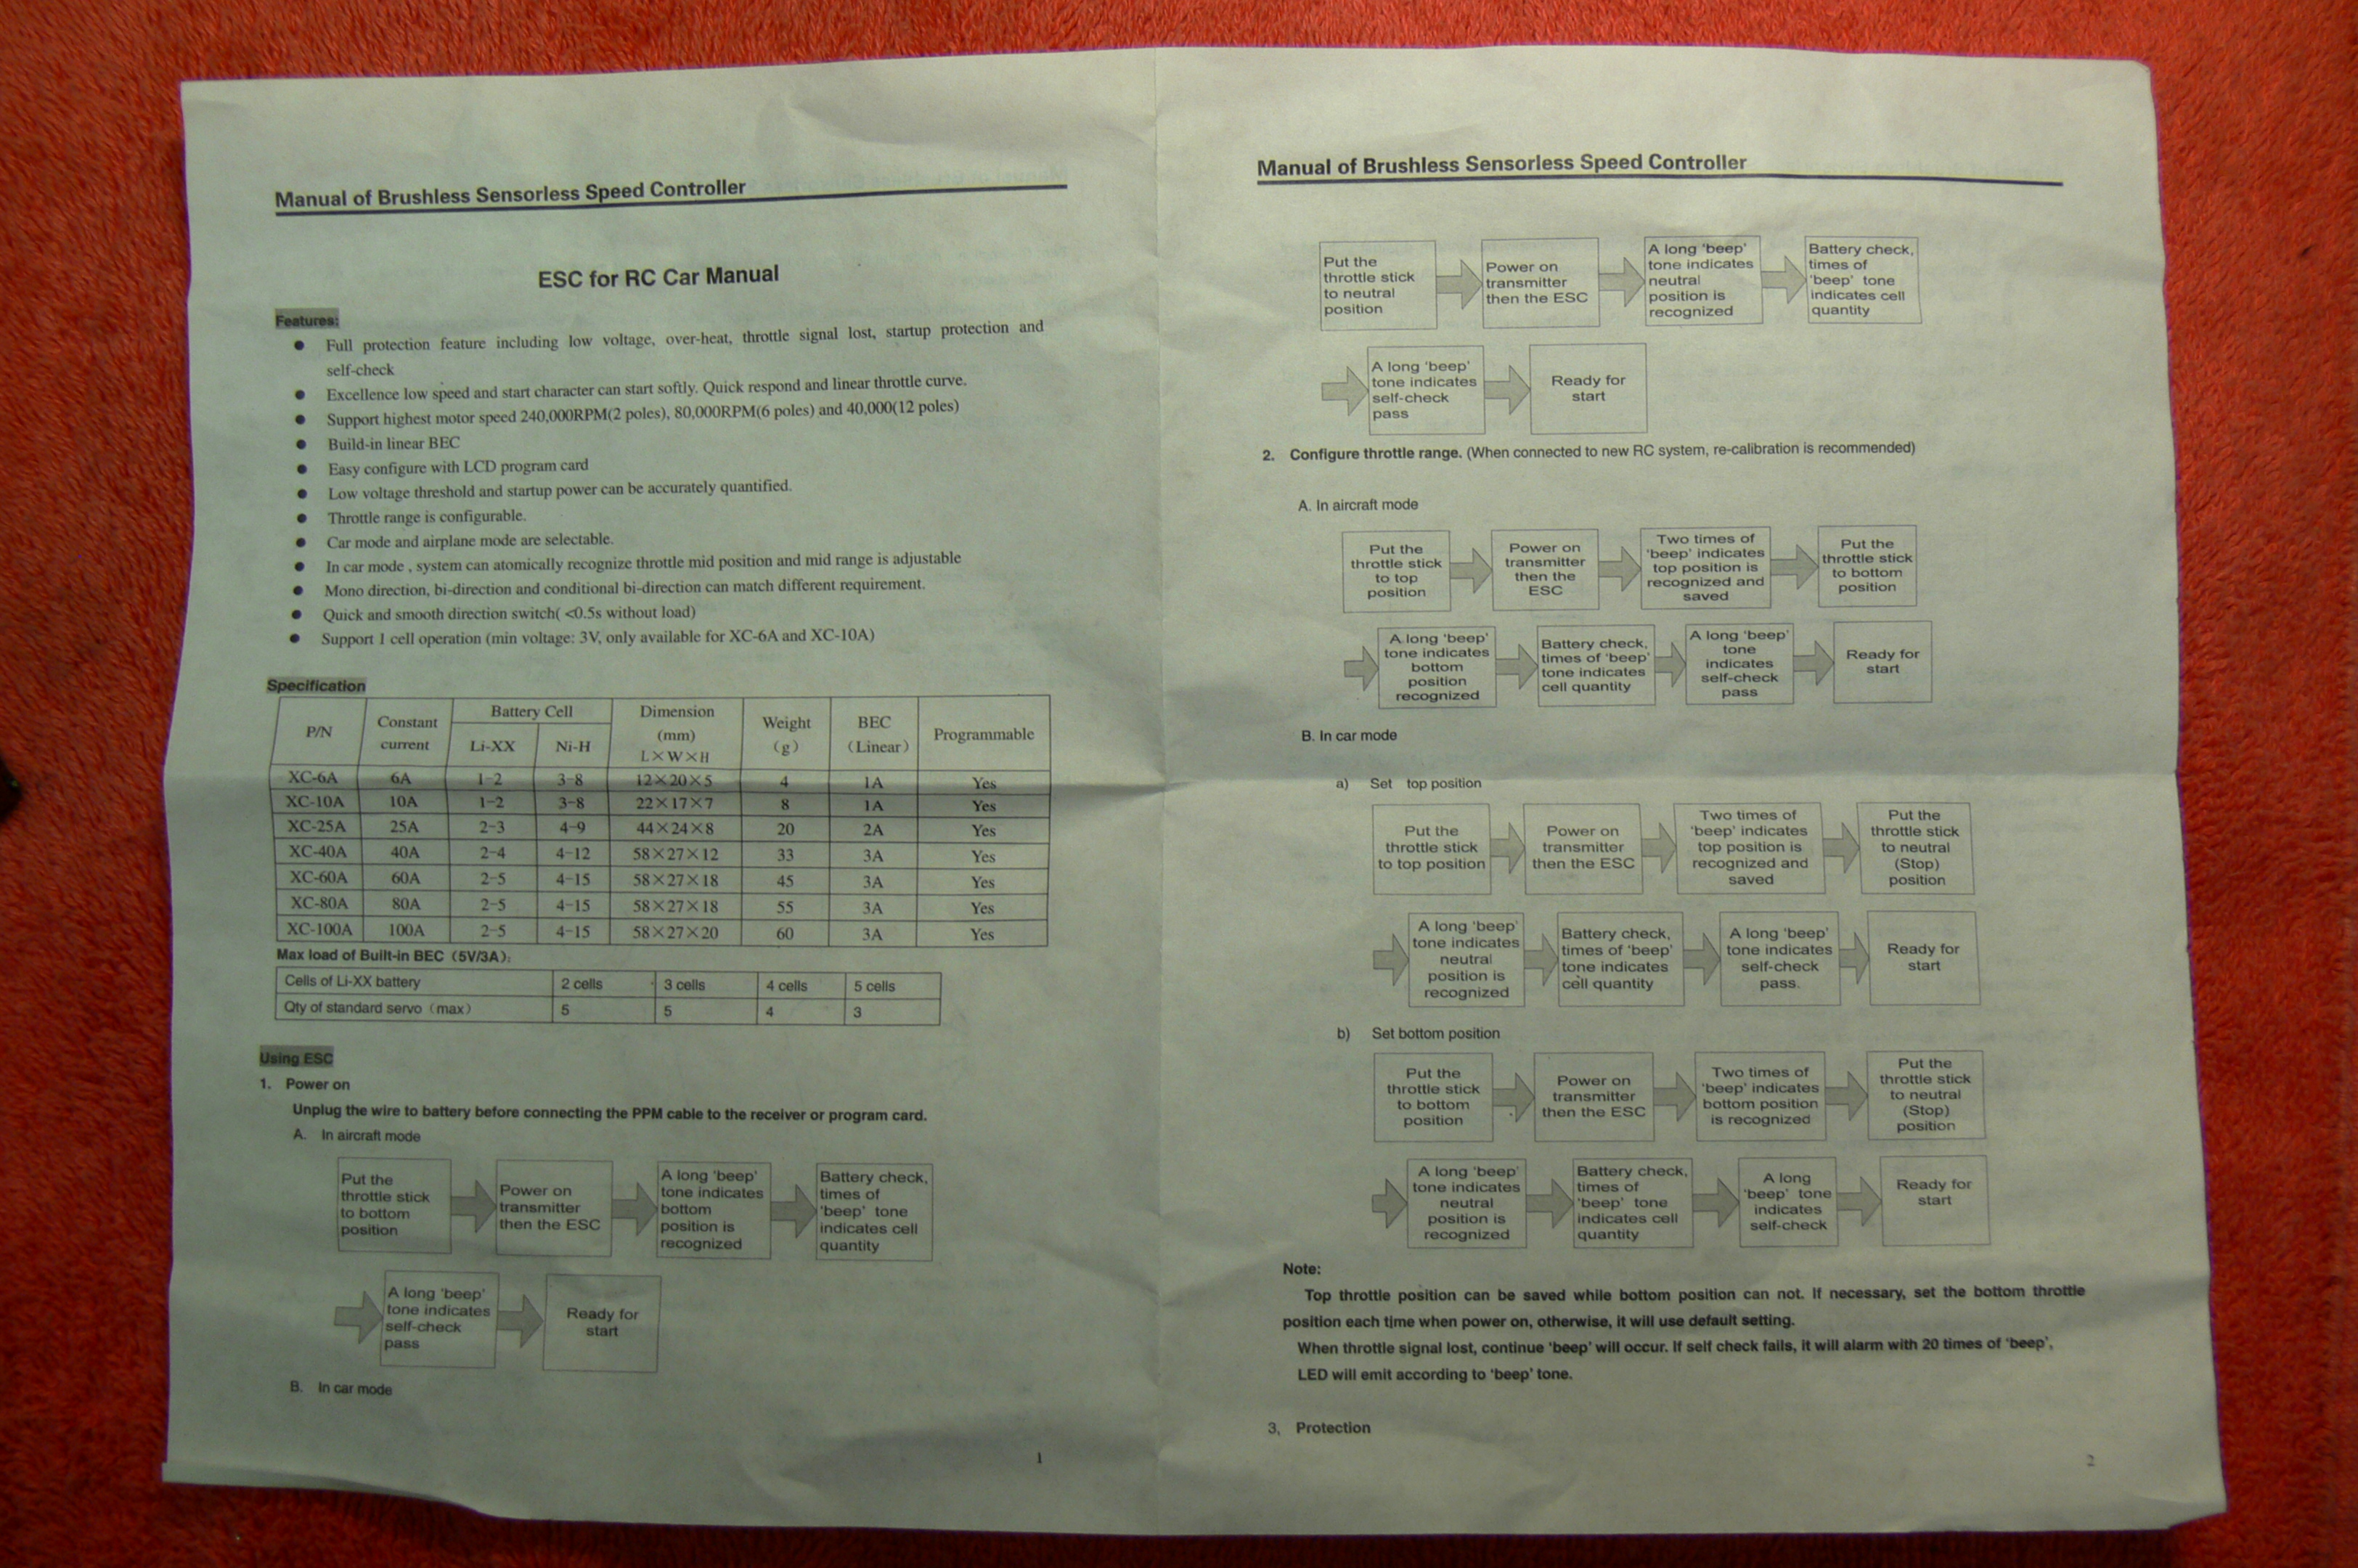 Manual of Brushless Sensorless Speed Controller
ESC for RC Car Manual
Features:
● Full protection feature including low voltage, over-heat, throttle signal lost, startup protection and
self-check
● Excellence low speed and start character can start softly. Quick respond and linear throttle curve.
● Support highest motor speed 240,000RPM(2 poles), 80,000RPM(6 poles) and 40,000(12 poles)
● Build-in linear BEC
● Easy configure with LCD program card
● Low voltage threshold and startup power can be accurately quantified.
● Throttle range is configurable.
● Car mode and airplane mode are selectable.
● In car mode , system can atomically recognize throttle mid position and mid range is adjustable
● Mono direction, bi-direction and conditional bi-direction can match different requirement.
● Quick and smooth direction switch( <0.5s without load)
● Support 1 cell operation (min voltage: 3V, only available for XC-6A and XC-10A)
Specification
P/N
Constant
current
Battery Cell
Li-XX
Ni-H
Dimension
(mm)
L×W×H
Weight
(g)
BEC
(Linear)
Programmable
XC-6A 6A 1-2 3-8 12×20×5 4 1A Yes
XC-10A 10A 1-2 3-8 22×17×7 8 1A Yes
XC-25A 25A 2-3 4-9 44×24×8 20 2A Yes
XC-40A 40A 2-4 4-12 58×27×12 33 3A Yes
XC-60A 60A 2-5 4-15 58×27×18 45 3A Yes
XC-80A 80A 2-5 4-15 58×27×18 55 3A Yes
XC-100A 100A 2-5 4-15 58×27×20 60 3A Yes
Max load of Built-in BEC (5V/3A):
Cells of Li-XX battery 2 cells 3 cells 4 cells 5 cells
Qty of standard servo (max) 5 5 4 3
Using ESC
1. Power on
Unplug the wire to battery before connecting the PPM cable to the receiver or program card.
A. In aircraft mode
Put the
throttle stick
to bottom
position
Power on
transmitter
then the ESC
A long 'beep'
tone indicates
bottom
position is
recognized
Battery check,
times of
'beep' tone
indicates cell
quantity
A long 'beep'
tone indicates
self-check
pass
Ready for
start
B. In car mode
1
Manual of Brushless Sensorless Speed Controller
Put the
throttle stick
to neutral
position
Power on
transmitter
then the ESC
A long 'beep'
tone indicates
neutral
position is
recognized
Battery check,
times of
'beep' tone
indicates cell
quantity
A long 'beep'
tone indicates
self-check
pass
Ready for
start
2. Configure throttle range. (When connected to new RC system, re-calibration is recommended)
A. In aircraft mode
Put the
throttle stick
to top
position
Power on
transmitter
then the
ESC
Two times of
'beep' indicates
top position is
recognized and
saved
Put the
throttle stick
to bottom
position
A long 'beep'
tone indicates
bottom
position
recognized
Battery check,
times of 'beep'
tone indicates
cell quantity
A long 'beep'
tone
indicates
self-check
pass
Ready for
start
B. In car mode
a) Set top position
Put the
throttle stick
to top position
Power on
transmitter
then the ESC
Two times of
'beep' indicates
top position is
recognized and
saved
Put the
throttle stick
to neutral
(Stop)
position
A long 'beep'
tone indicates
neutral
position is
recognized
Battery check,
times of 'beep'
tone indicates
cell quantity
A long 'beep'
tone indicates
self-check
pass.
Ready for
start
b) Set bottom position
Put the
throttle stick
to bottom
position
Power on
transmitter
then the ESC
Two times of
'beep' indicates
bottom position
is recognized
Put the
throttle stick
to neutral
(Stop)
position
A long 'beep'
tone indicates
neutral
position is
recognized
Battery check,
times of
'beep' tone
indicates cell
quantity
A long
'beep' tone
indicates
self-check
Ready for
start
Note:
Top throttle position can be saved while bottom position can not. If necessary, set the bottom throttle
position each time when power on, otherwise, it will use default setting.
When throttle signal lost, continue 'beep' will occur. If self check fails, it will alarm with 20 times of 'beep',
LED will emit according to 'beep' tone.
3, Protection
2